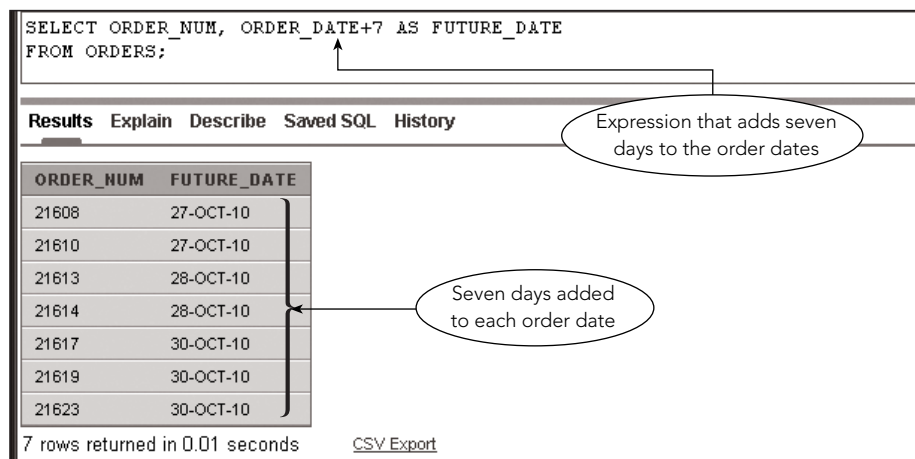 SELECT ORDER_NUM, ORDER_DATE+7 AS FUTURE_DATE
FROM ORDERS;
Results Explain Describe Saved SQL History
Expression that adds seven
days to the order dates
ORDER_NUM FUTURE_DATE
21608 27-OCT-10
21610 27-OCT-10
21613 28-OCT-10
21614 28-OCT-10
21617 30-OCT-10
21619 30-OCT-10
21623 30-OCT-10
Seven days added
to each order date
7 rows returned in 0.01 seconds CSV Export